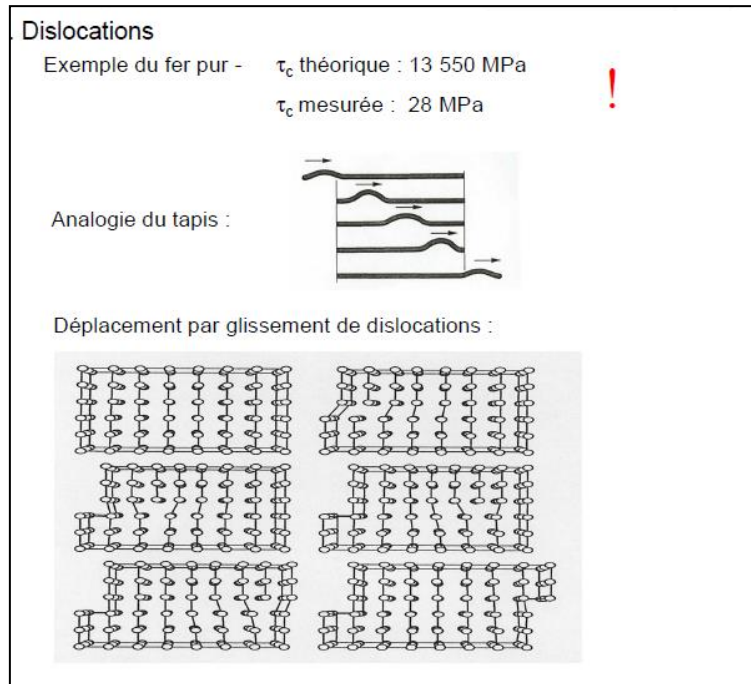 . Dislocations
Exemple du fer pur - τc théorique : 13 550 MPa
τc mesurée : 28 MPa
!
Analogie du tapis :
Déplacement par glissement de dislocations :